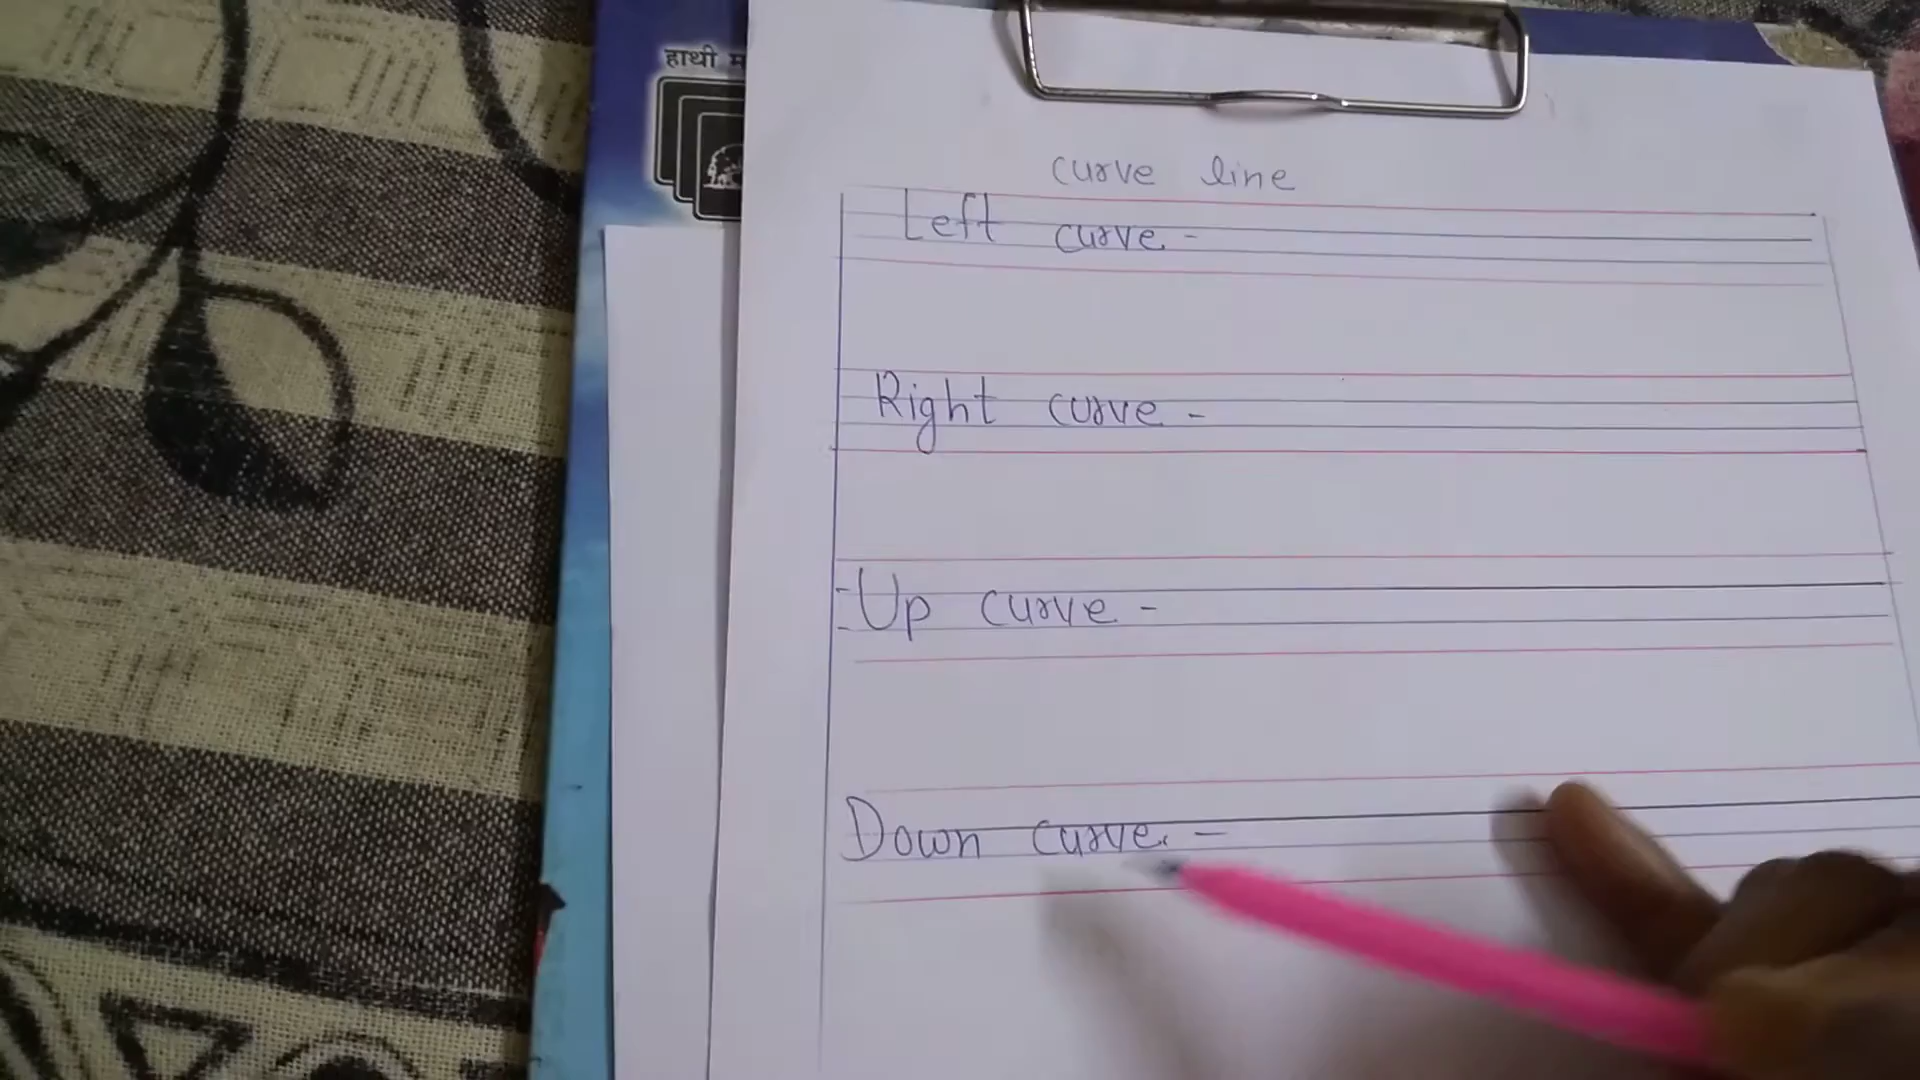 हाथी
curve line
Left curve -
Right curve -
Up curve -
Down curve. -